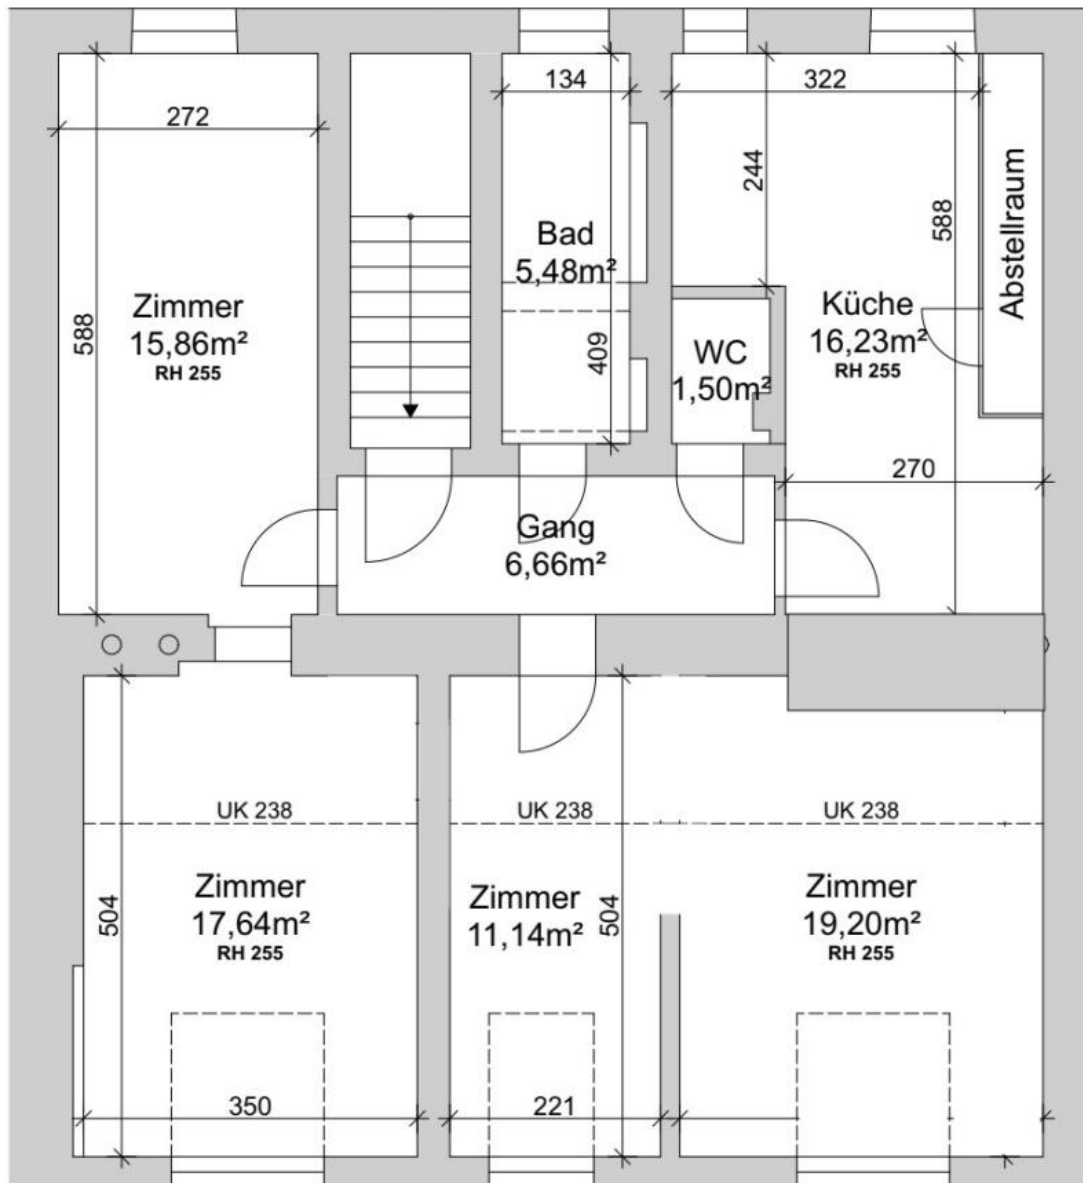 134
322
272
244
588
Abstellraum
Bad
5,48m²
Zimmer
15,86m²
RH 255
588
Küche
16,23m²
RH 255
409
WC
1,50m²
270
Gang
6,66m²
UK 238
UK 238
UK 238
Zimmer
17,64m²
RH 255
504
Zimmer
11,14m²
504
Zimmer
19,20m²
RH 255
350
221